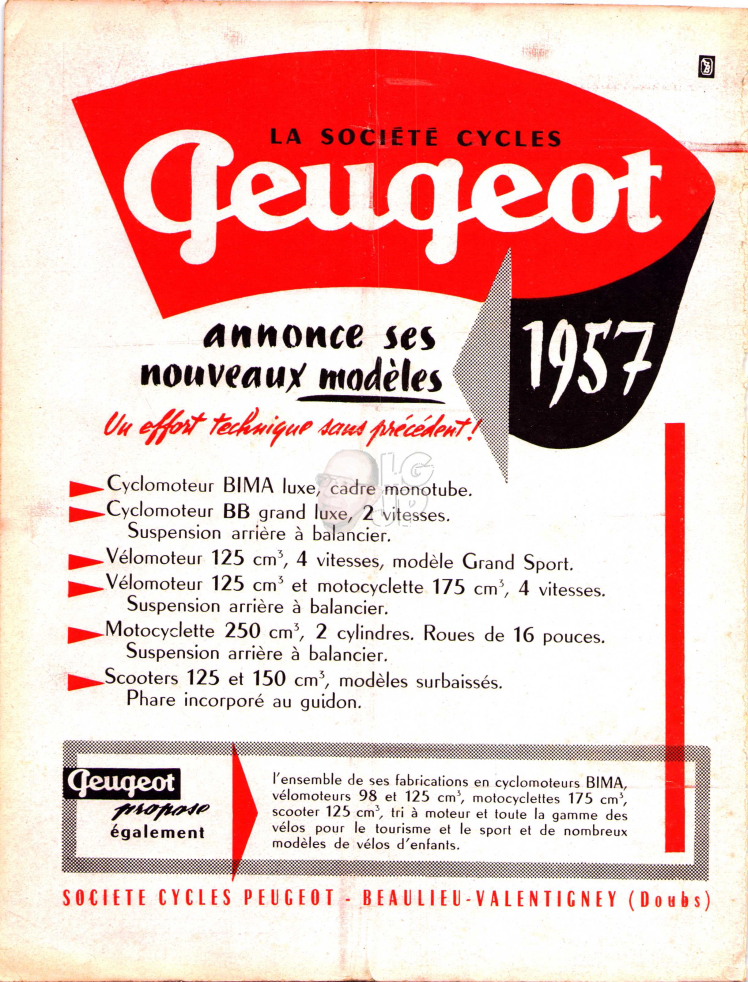 LA SOCIÉTÉ CYCLES
Peugeot
annonce ses
nouveaux modèles
1957
Un effort technique sans précédent !
Cyclomoteur BIMA luxe, cadre monotube.
Cyclomoteur BB grand luxe, 2 vitesses.
Suspension arrière à balancier.
Vélomoteur 125 cm³, 4 vitesses, modèle Grand Sport.
Vélomoteur 125 cm³ et motocyclette 175 cm³, 4 vitesses.
Suspension arrière à balancier.
Motocyclette 250 cm³, 2 cylindres. Roues de 16 pouces.
Suspension arrière à balancier.
Scooters 125 et 150 cm³, modèles surbaissés.
Phare incorporé au guidon.
Peugeot
propose
également
l'ensemble de ses fabrications en cyclomoteurs BIMA,
vélomoteurs 98 et 125 cm³, motocyclettes 175 cm³,
scooter 125 cm³, tri à moteur et toute la gamme des
vélos pour le tourisme et le sport et de nombreux
modèles de vélos d'enfants.
SOCIETE CYCLES PEUGEOT - BEAULIEU-VALENTIGNEY (Doubs)